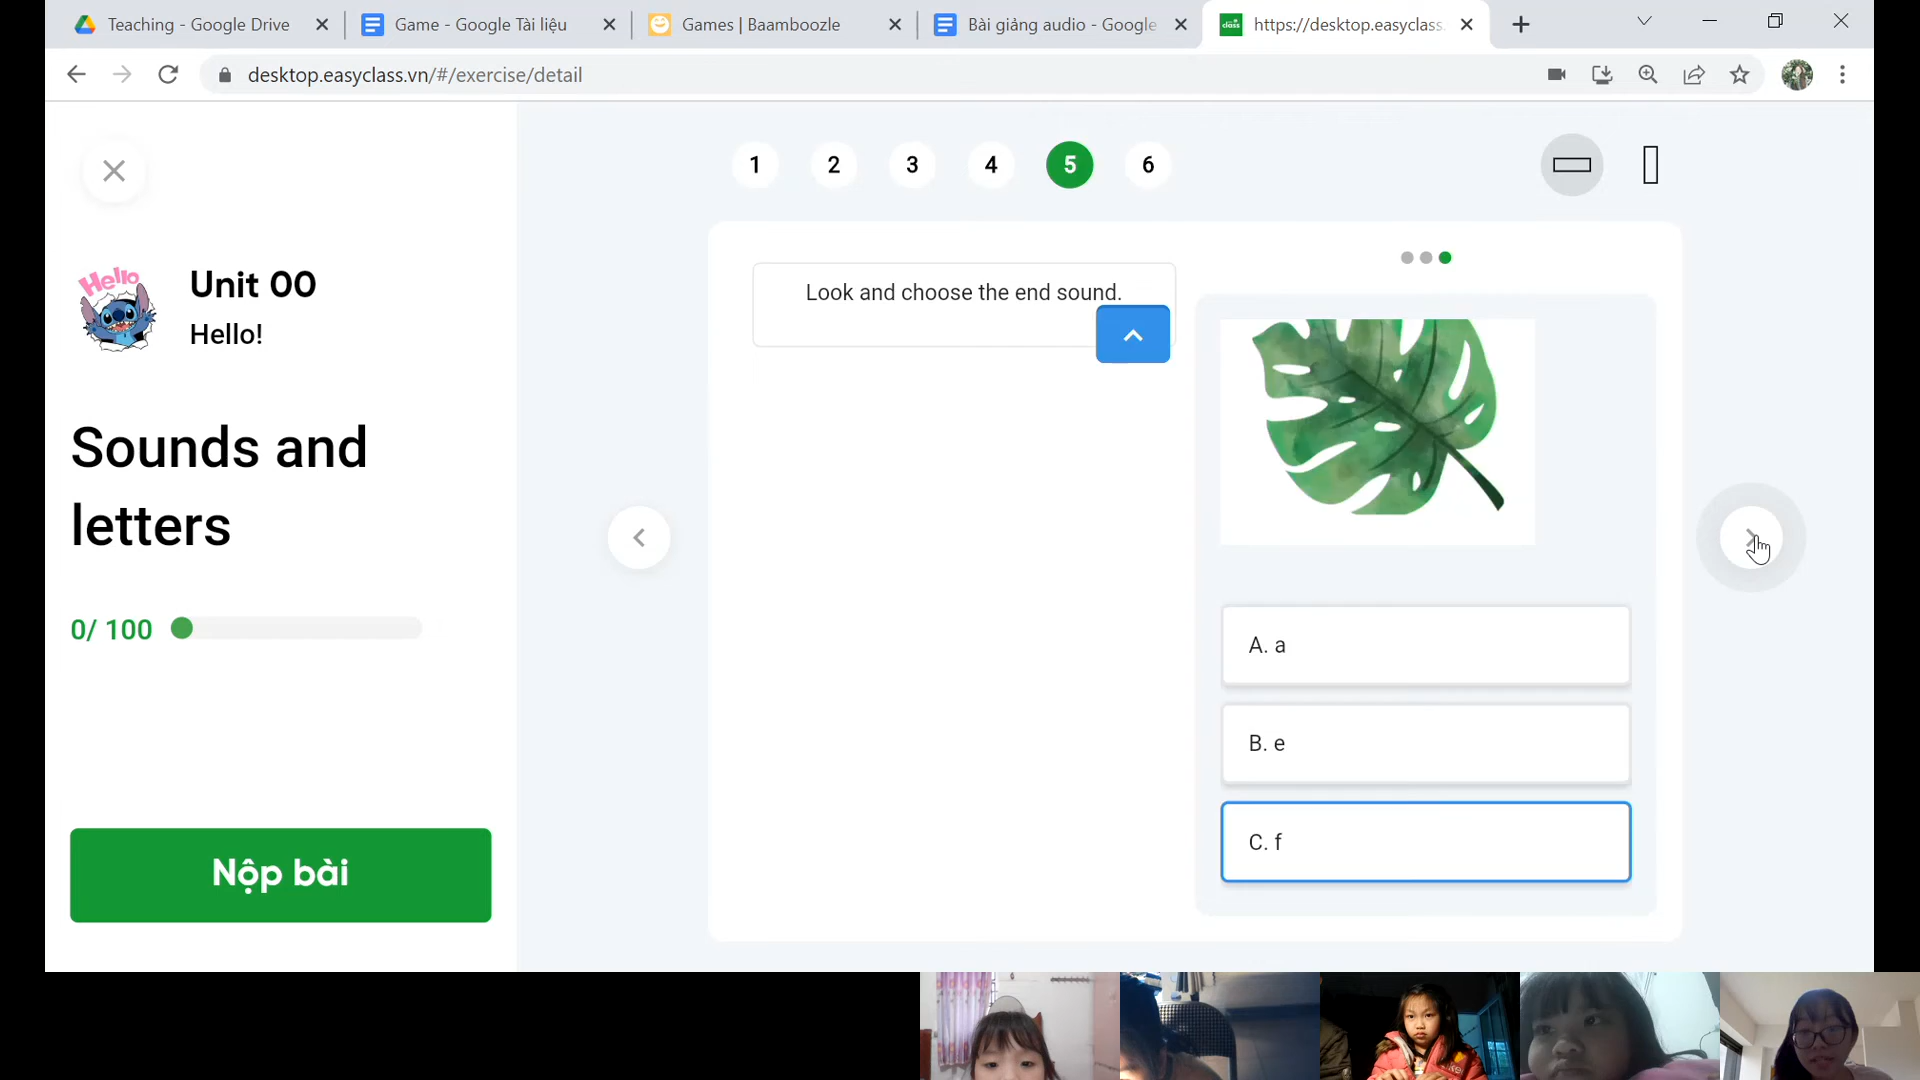 Teaching - Google Drive
Game - Google Tài liệu
Games | Baamboozle
Bài giảng audio - Google
https://desktop.easyclass.
desktop.easyclass.vn/#/exercise/detail
1 2 3 4 5 6
Hello
Unit 00
Hello!
Look and choose the end sound.
Sounds and
letters
0/ 100
A. a
B. e
C. f
Nộp bài